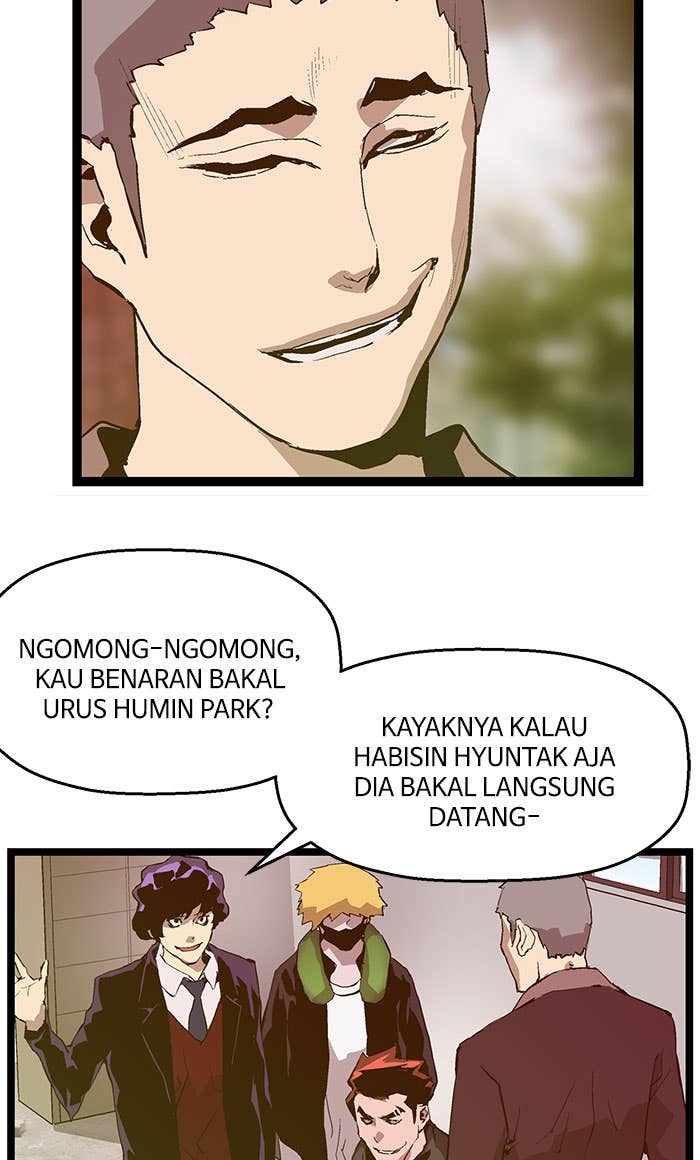 NGOMONG-NGOMONG,
KAU BENARAN BAKAL
URUS HUMIN PARK?
KAYAKNYA KALAU
HABISIN HYUNTAK AJA
DIA BAKAL LANGSUNG
DATANG-